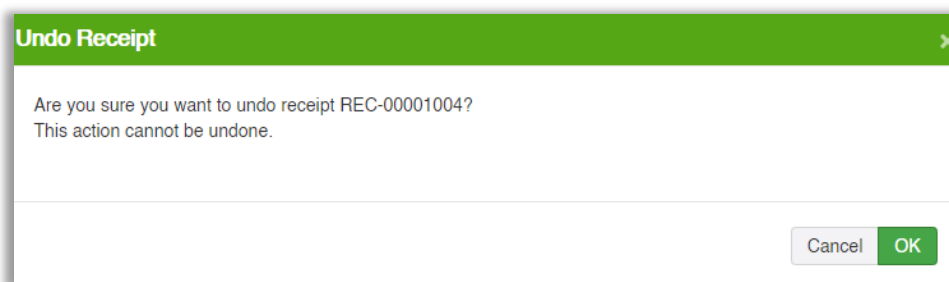 Undo Receipt
Are you sure you want to undo receipt REC-00001004?
This action cannot be undone.
Cancel OK